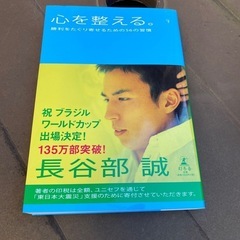 心を整える。
勝利をたぐり寄せるための56の習慣
祝 ブラジル
ワールドカップ
出場決定!
135万部突破!
長谷部 誠
著者の印税は全額、ユニセフを通じて
「東日本大震災」支援のために寄付させていただきます。